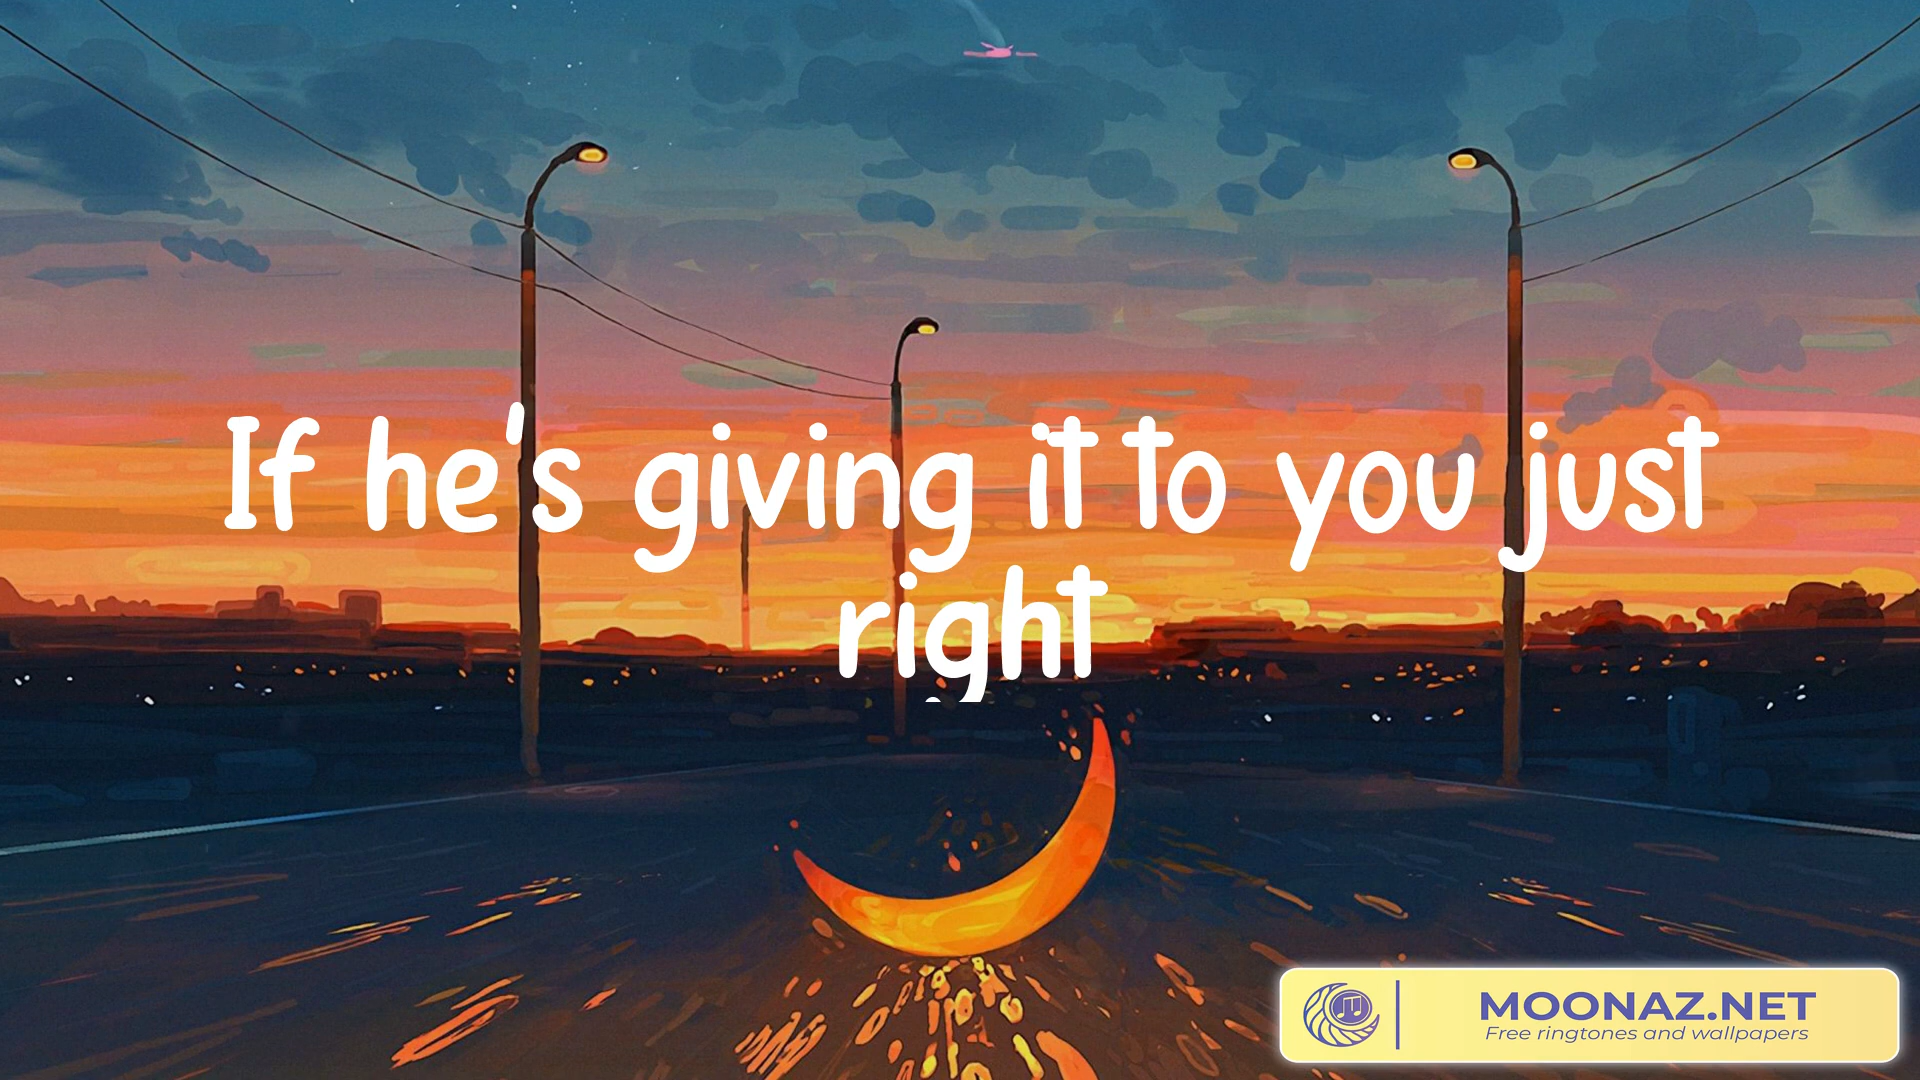 If he's giving it to you just
right
MOONAZ.NET
Free ringtones and wallpapers